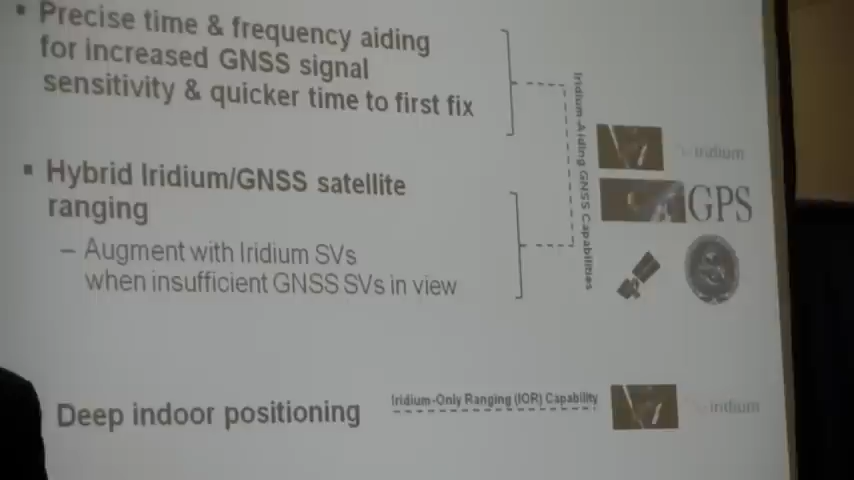 ▪ Precise time & frequency aiding
for increased GNSS signal
sensitivity & quicker time to first fix
▪ Hybrid Iridium/GNSS satellite
ranging
– Augment with Iridium SVs
when insufficient GNSS SVs in view
Iridium-Aiding GNSS Capabilities
iridium
GPS
Deep indoor positioning
Iridium-Only Ranging (IOR) Capability
iridium